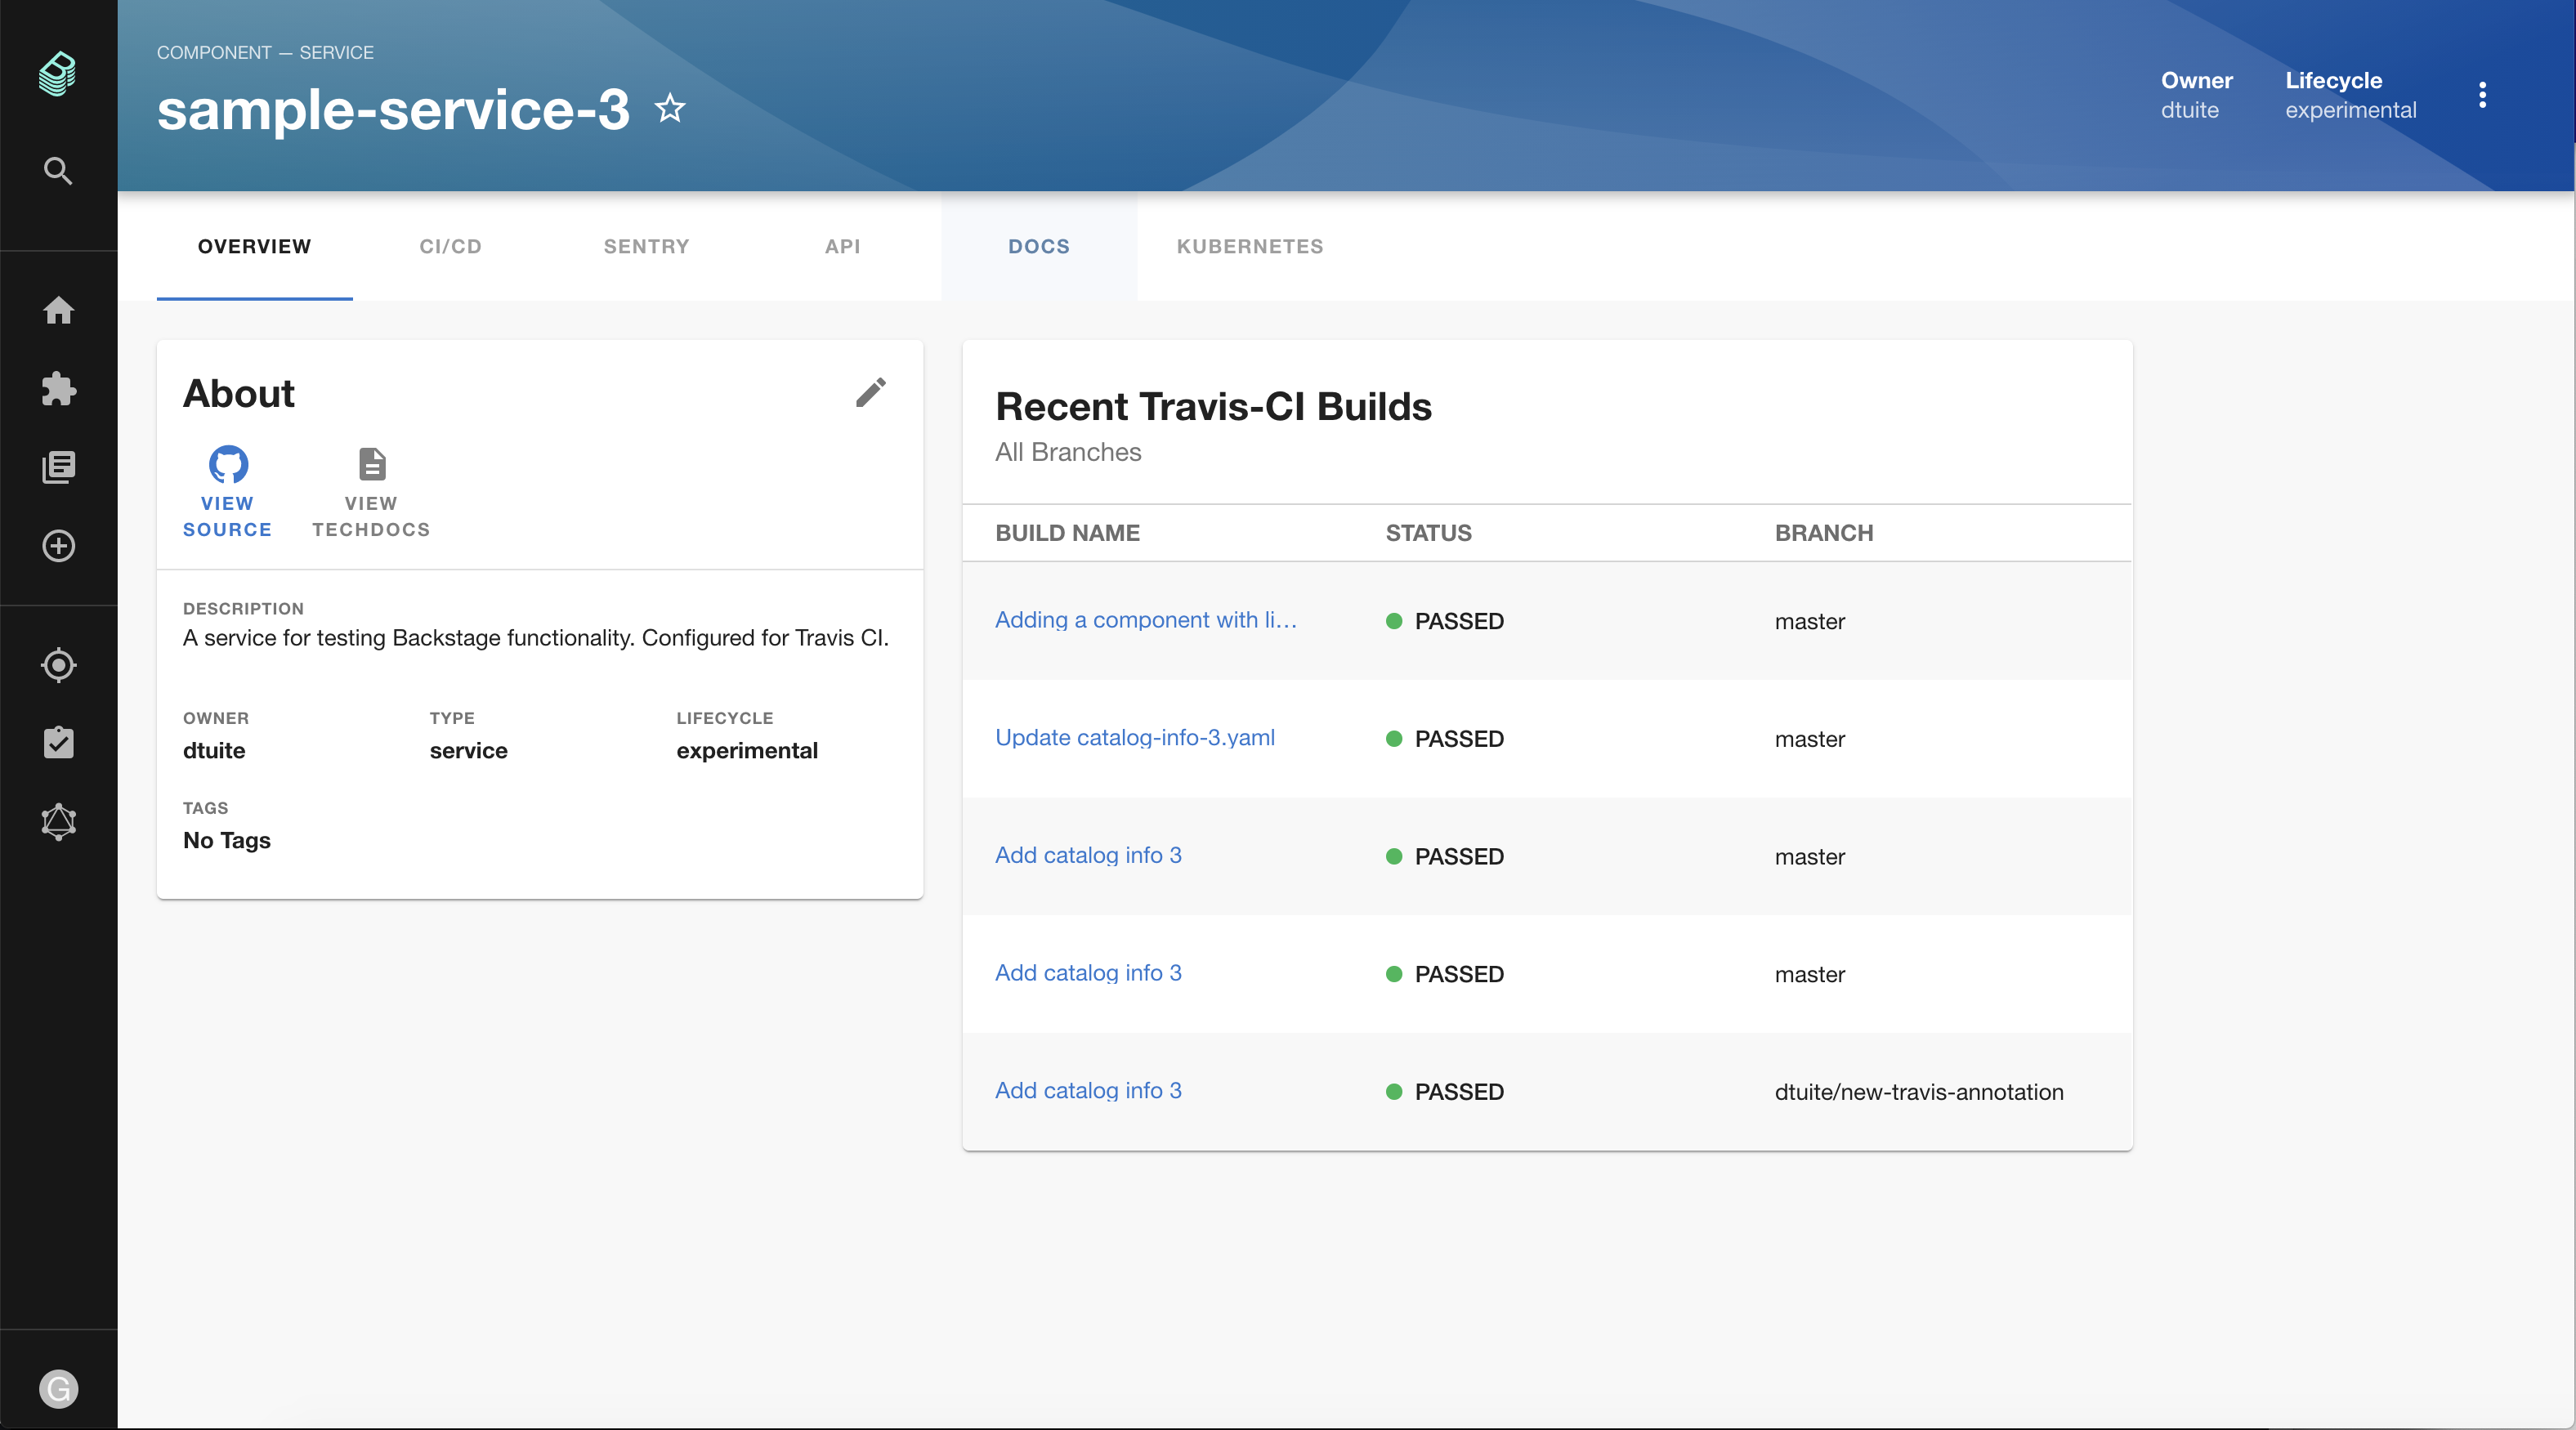 COMPONENT — SERVICE
sample-service-3
Owner
dtuite
Lifecycle
experimental
OVERVIEW
CI/CD
SENTRY
API
DOCS
KUBERNETES
About
VIEW
SOURCE
VIEW
TECHDOCS
DESCRIPTION
A service for testing Backstage functionality. Configured for Travis CI.
OWNER
dtuite
TYPE
service
LIFECYCLE
experimental
TAGS
No Tags
Recent Travis-CI Builds
All Branches
BUILD NAME STATUS BRANCH
Adding a component with li… PASSED master
Update catalog-info-3.yaml PASSED master
Add catalog info 3 PASSED master
Add catalog info 3 PASSED master
Add catalog info 3 PASSED dtuite/new-travis-annotation
G